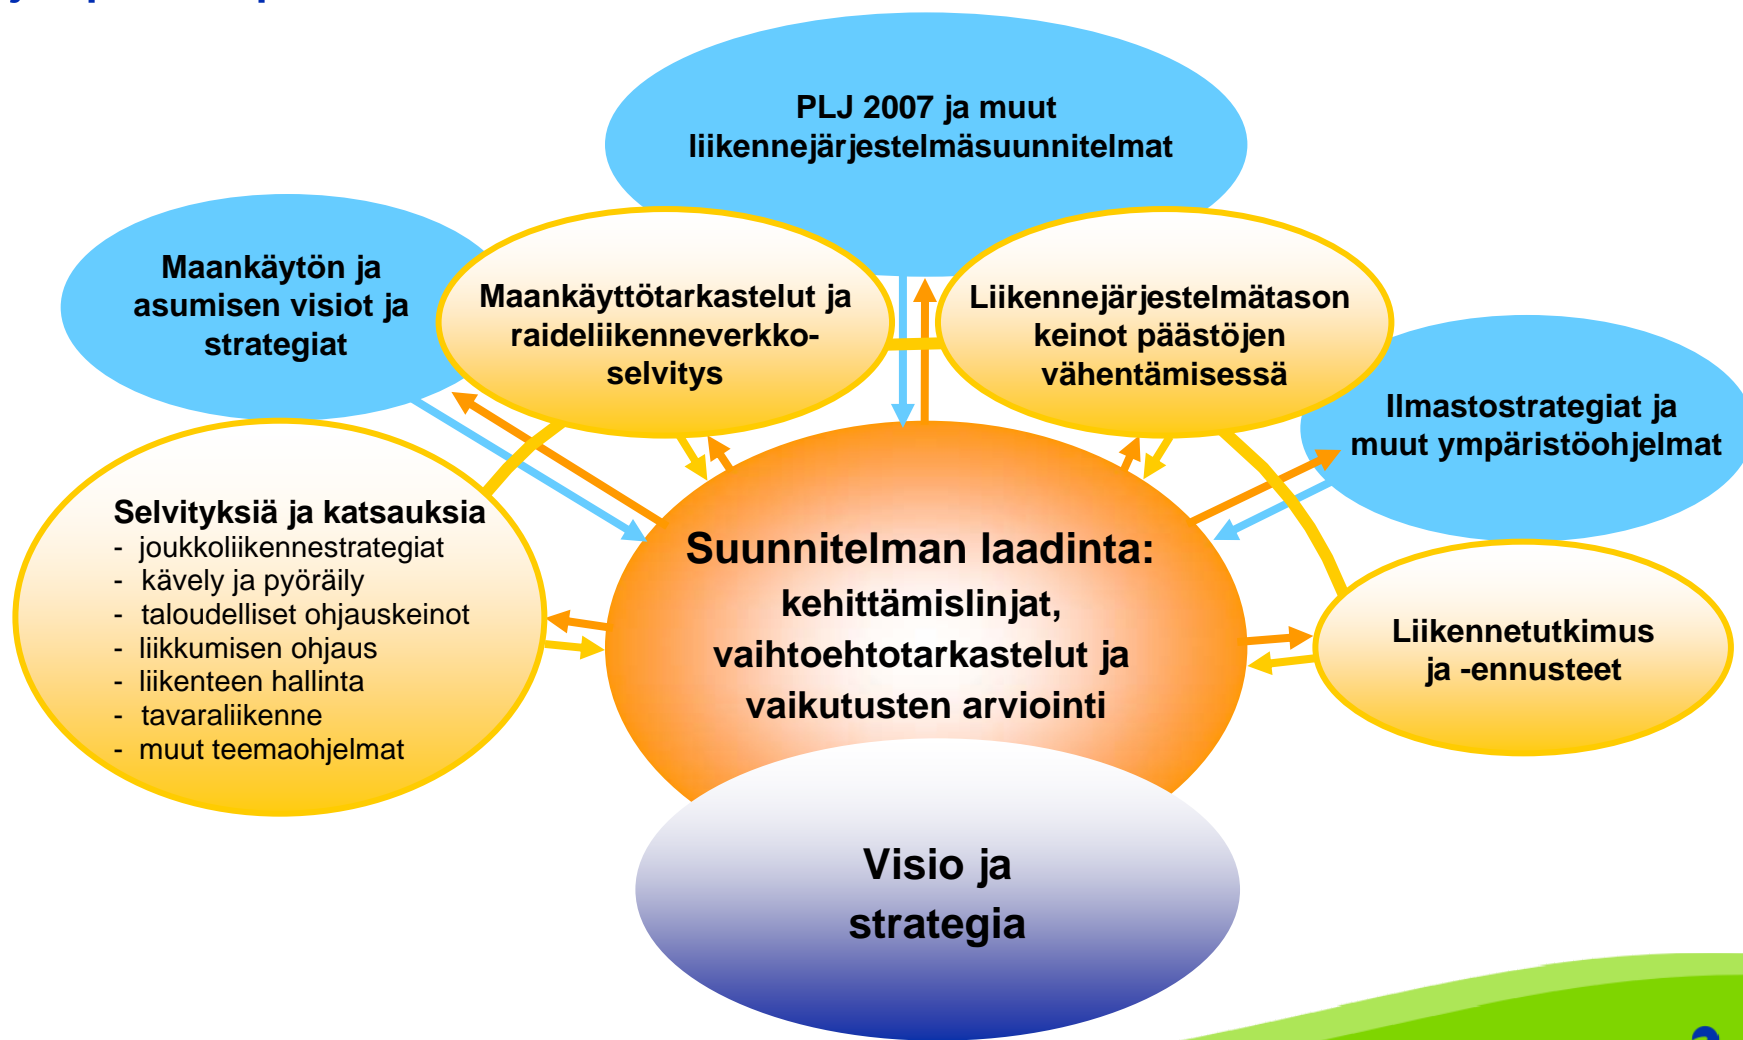 PLJ 2007 ja muut
liikennejärjestelmäsuunnitelmat
Maankäytön ja
asumisen visiot ja
strategiat
Maankäyttötarkastelut ja
raideliikenneverkko-
selvitys
Liikennejärjestelmätason
keinot päästöjen
vähentämisessä
Ilmastostrategiat ja
muut ympäristöohjelmat
Selvityksiä ja katsauksia
- joukkoliikennestrategiat
- kävely ja pyöräily
- taloudelliset ohjauskeinot
- liikkumisen ohjaus
- liikenteen hallinta
- tavaraliikenne
- muut teemaohjelmat
Suunnitelman laadinta:
kehittämislinjat,
vaihtoehtotarkastelut ja
vaikutusten arviointi
Liikennetutkimus
ja -ennusteet
Visio ja
strategia